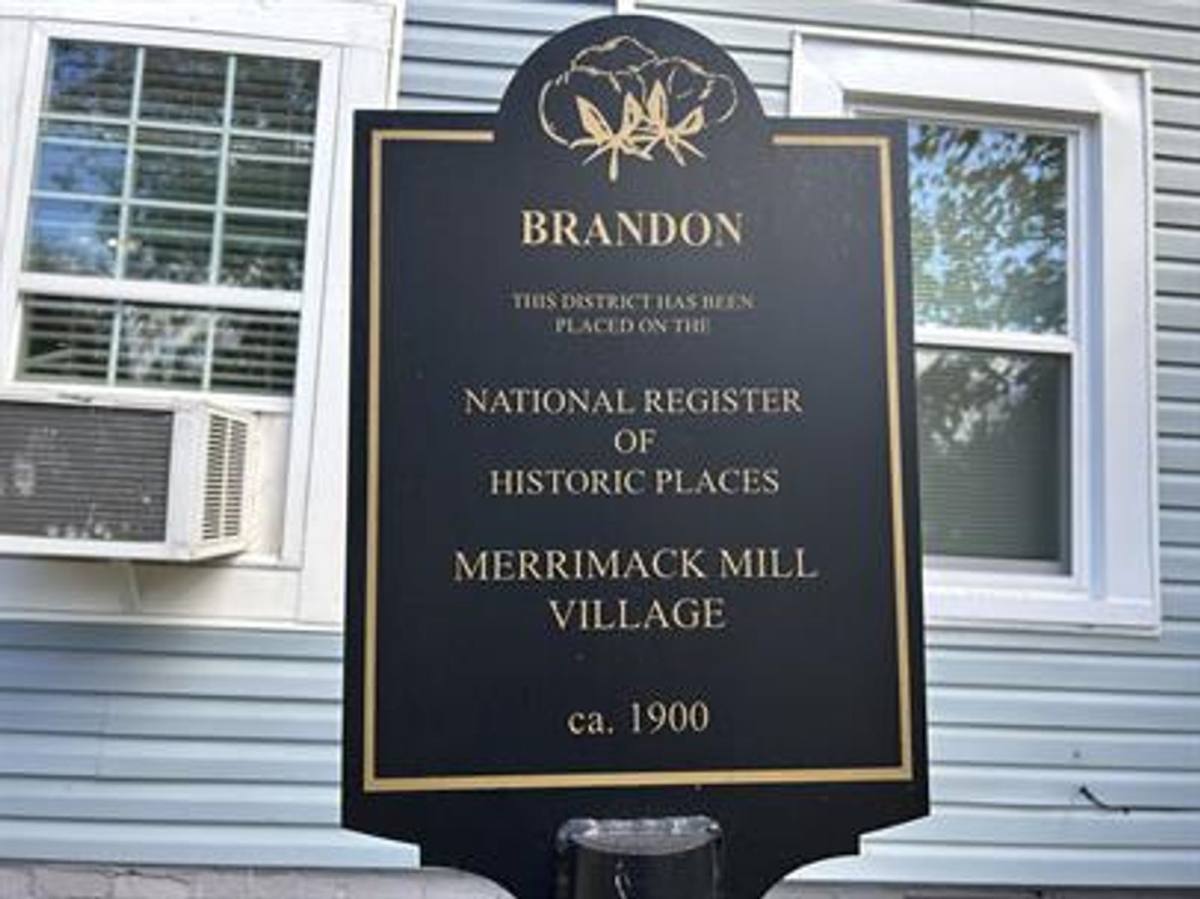 BRANDON
THIS DISTRICT HAS BEEN
PLACED ON THE
NATIONAL REGISTER
OF
HISTORIC PLACES
MERRIMACK MILL
VILLAGE
ca. 1900